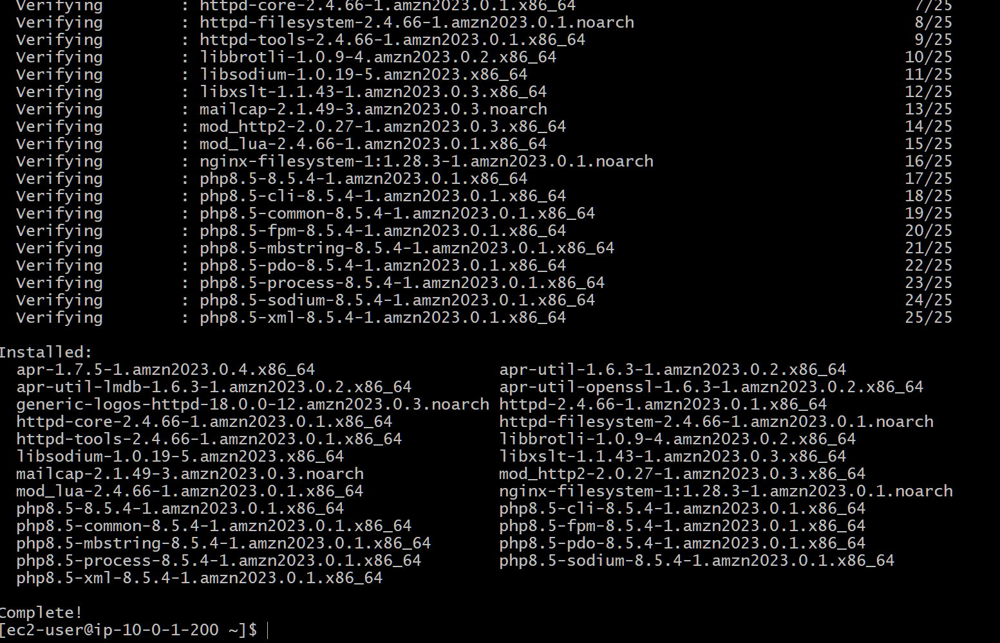 Verifying : httpd-core-2.4.66-1.amzn2023.0.1.x86_64 7/25
Verifying : httpd-filesystem-2.4.66-1.amzn2023.0.1.noarch 8/25
Verifying : httpd-tools-2.4.66-1.amzn2023.0.1.x86_64 9/25
Verifying : libbrotli-1.0.9-4.amzn2023.0.2.x86_64 10/25
Verifying : libsodium-1.0.19-5.amzn2023.x86_64 11/25
Verifying : libxslt-1.1.43-1.amzn2023.0.3.x86_64 12/25
Verifying : mailcap-2.1.49-3.amzn2023.0.3.noarch 13/25
Verifying : mod_http2-2.0.27-1.amzn2023.0.3.x86_64 14/25
Verifying : mod_lua-2.4.66-1.amzn2023.0.1.x86_64 15/25
Verifying : nginx-filesystem-1:1.28.3-1.amzn2023.0.1.noarch 16/25
Verifying : php8.5-8.5.4-1.amzn2023.0.1.x86_64 17/25
Verifying : php8.5-cli-8.5.4-1.amzn2023.0.1.x86_64 18/25
Verifying : php8.5-common-8.5.4-1.amzn2023.0.1.x86_64 19/25
Verifying : php8.5-fpm-8.5.4-1.amzn2023.0.1.x86_64 20/25
Verifying : php8.5-mbstring-8.5.4-1.amzn2023.0.1.x86_64 21/25
Verifying : php8.5-pdo-8.5.4-1.amzn2023.0.1.x86_64 22/25
Verifying : php8.5-process-8.5.4-1.amzn2023.0.1.x86_64 23/25
Verifying : php8.5-sodium-8.5.4-1.amzn2023.0.1.x86_64 24/25
Verifying : php8.5-xml-8.5.4-1.amzn2023.0.1.x86_64 25/25
Installed:
apr-1.7.5-1.amzn2023.0.4.x86_64 apr-util-1.6.3-1.amzn2023.0.2.x86_64
apr-util-lmdb-1.6.3-1.amzn2023.0.2.x86_64 apr-util-openssl-1.6.3-1.amzn2023.0.2.x86_64
generic-logos-httpd-18.0.0-12.amzn2023.0.3.noarch httpd-2.4.66-1.amzn2023.0.1.x86_64
httpd-core-2.4.66-1.amzn2023.0.1.x86_64 httpd-filesystem-2.4.66-1.amzn2023.0.1.noarch
httpd-tools-2.4.66-1.amzn2023.0.1.x86_64 libbrotli-1.0.9-4.amzn2023.0.2.x86_64
libsodium-1.0.19-5.amzn2023.x86_64 libxslt-1.1.43-1.amzn2023.0.3.x86_64
mailcap-2.1.49-3.amzn2023.0.3.noarch mod_http2-2.0.27-1.amzn2023.0.3.x86_64
mod_lua-2.4.66-1.amzn2023.0.1.x86_64 nginx-filesystem-1:1.28.3-1.amzn2023.0.1.noarch
php8.5-8.5.4-1.amzn2023.0.1.x86_64 php8.5-cli-8.5.4-1.amzn2023.0.1.x86_64
php8.5-common-8.5.4-1.amzn2023.0.1.x86_64 php8.5-fpm-8.5.4-1.amzn2023.0.1.x86_64
php8.5-mbstring-8.5.4-1.amzn2023.0.1.x86_64 php8.5-pdo-8.5.4-1.amzn2023.0.1.x86_64
php8.5-process-8.5.4-1.amzn2023.0.1.x86_64 php8.5-sodium-8.5.4-1.amzn2023.0.1.x86_64
php8.5-xml-8.5.4-1.amzn2023.0.1.x86_64
Complete!
[ec2-user@ip-10-0-1-200 ~]$